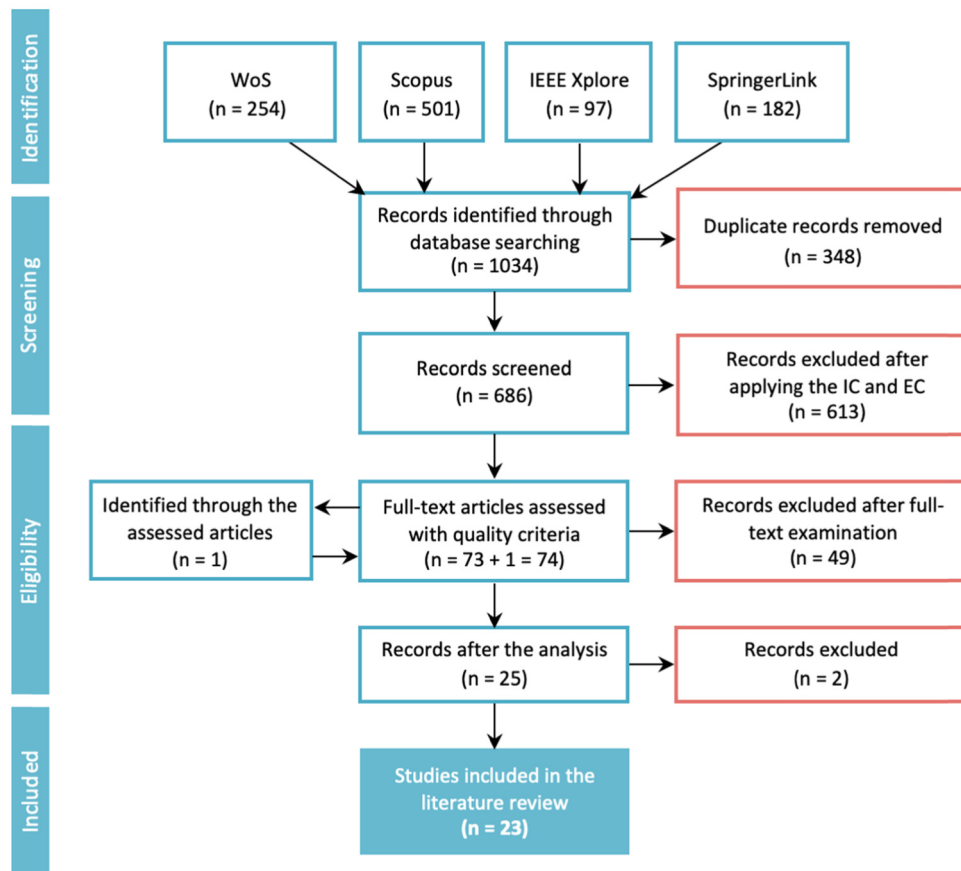 Identification
WoS
(n = 254)
Scopus
(n = 501)
IEEE Xplore
(n = 97)
SpringerLink
(n = 182)
Screening
Records identified through
database searching
(n = 1034)
Duplicate records removed
(n = 348)
Records screened
(n = 686)
Records excluded after
applying the IC and EC
(n = 613)
Eligibility
Identified through the
assessed articles
(n = 1)
Full-text articles assessed
with quality criteria
(n = 73 + 1 = 74)
Records excluded after full-
text examination
(n = 49)
Records after the analysis
(n = 25)
Records excluded
(n = 2)
Included
Studies included in the
literature review
(n = 23)